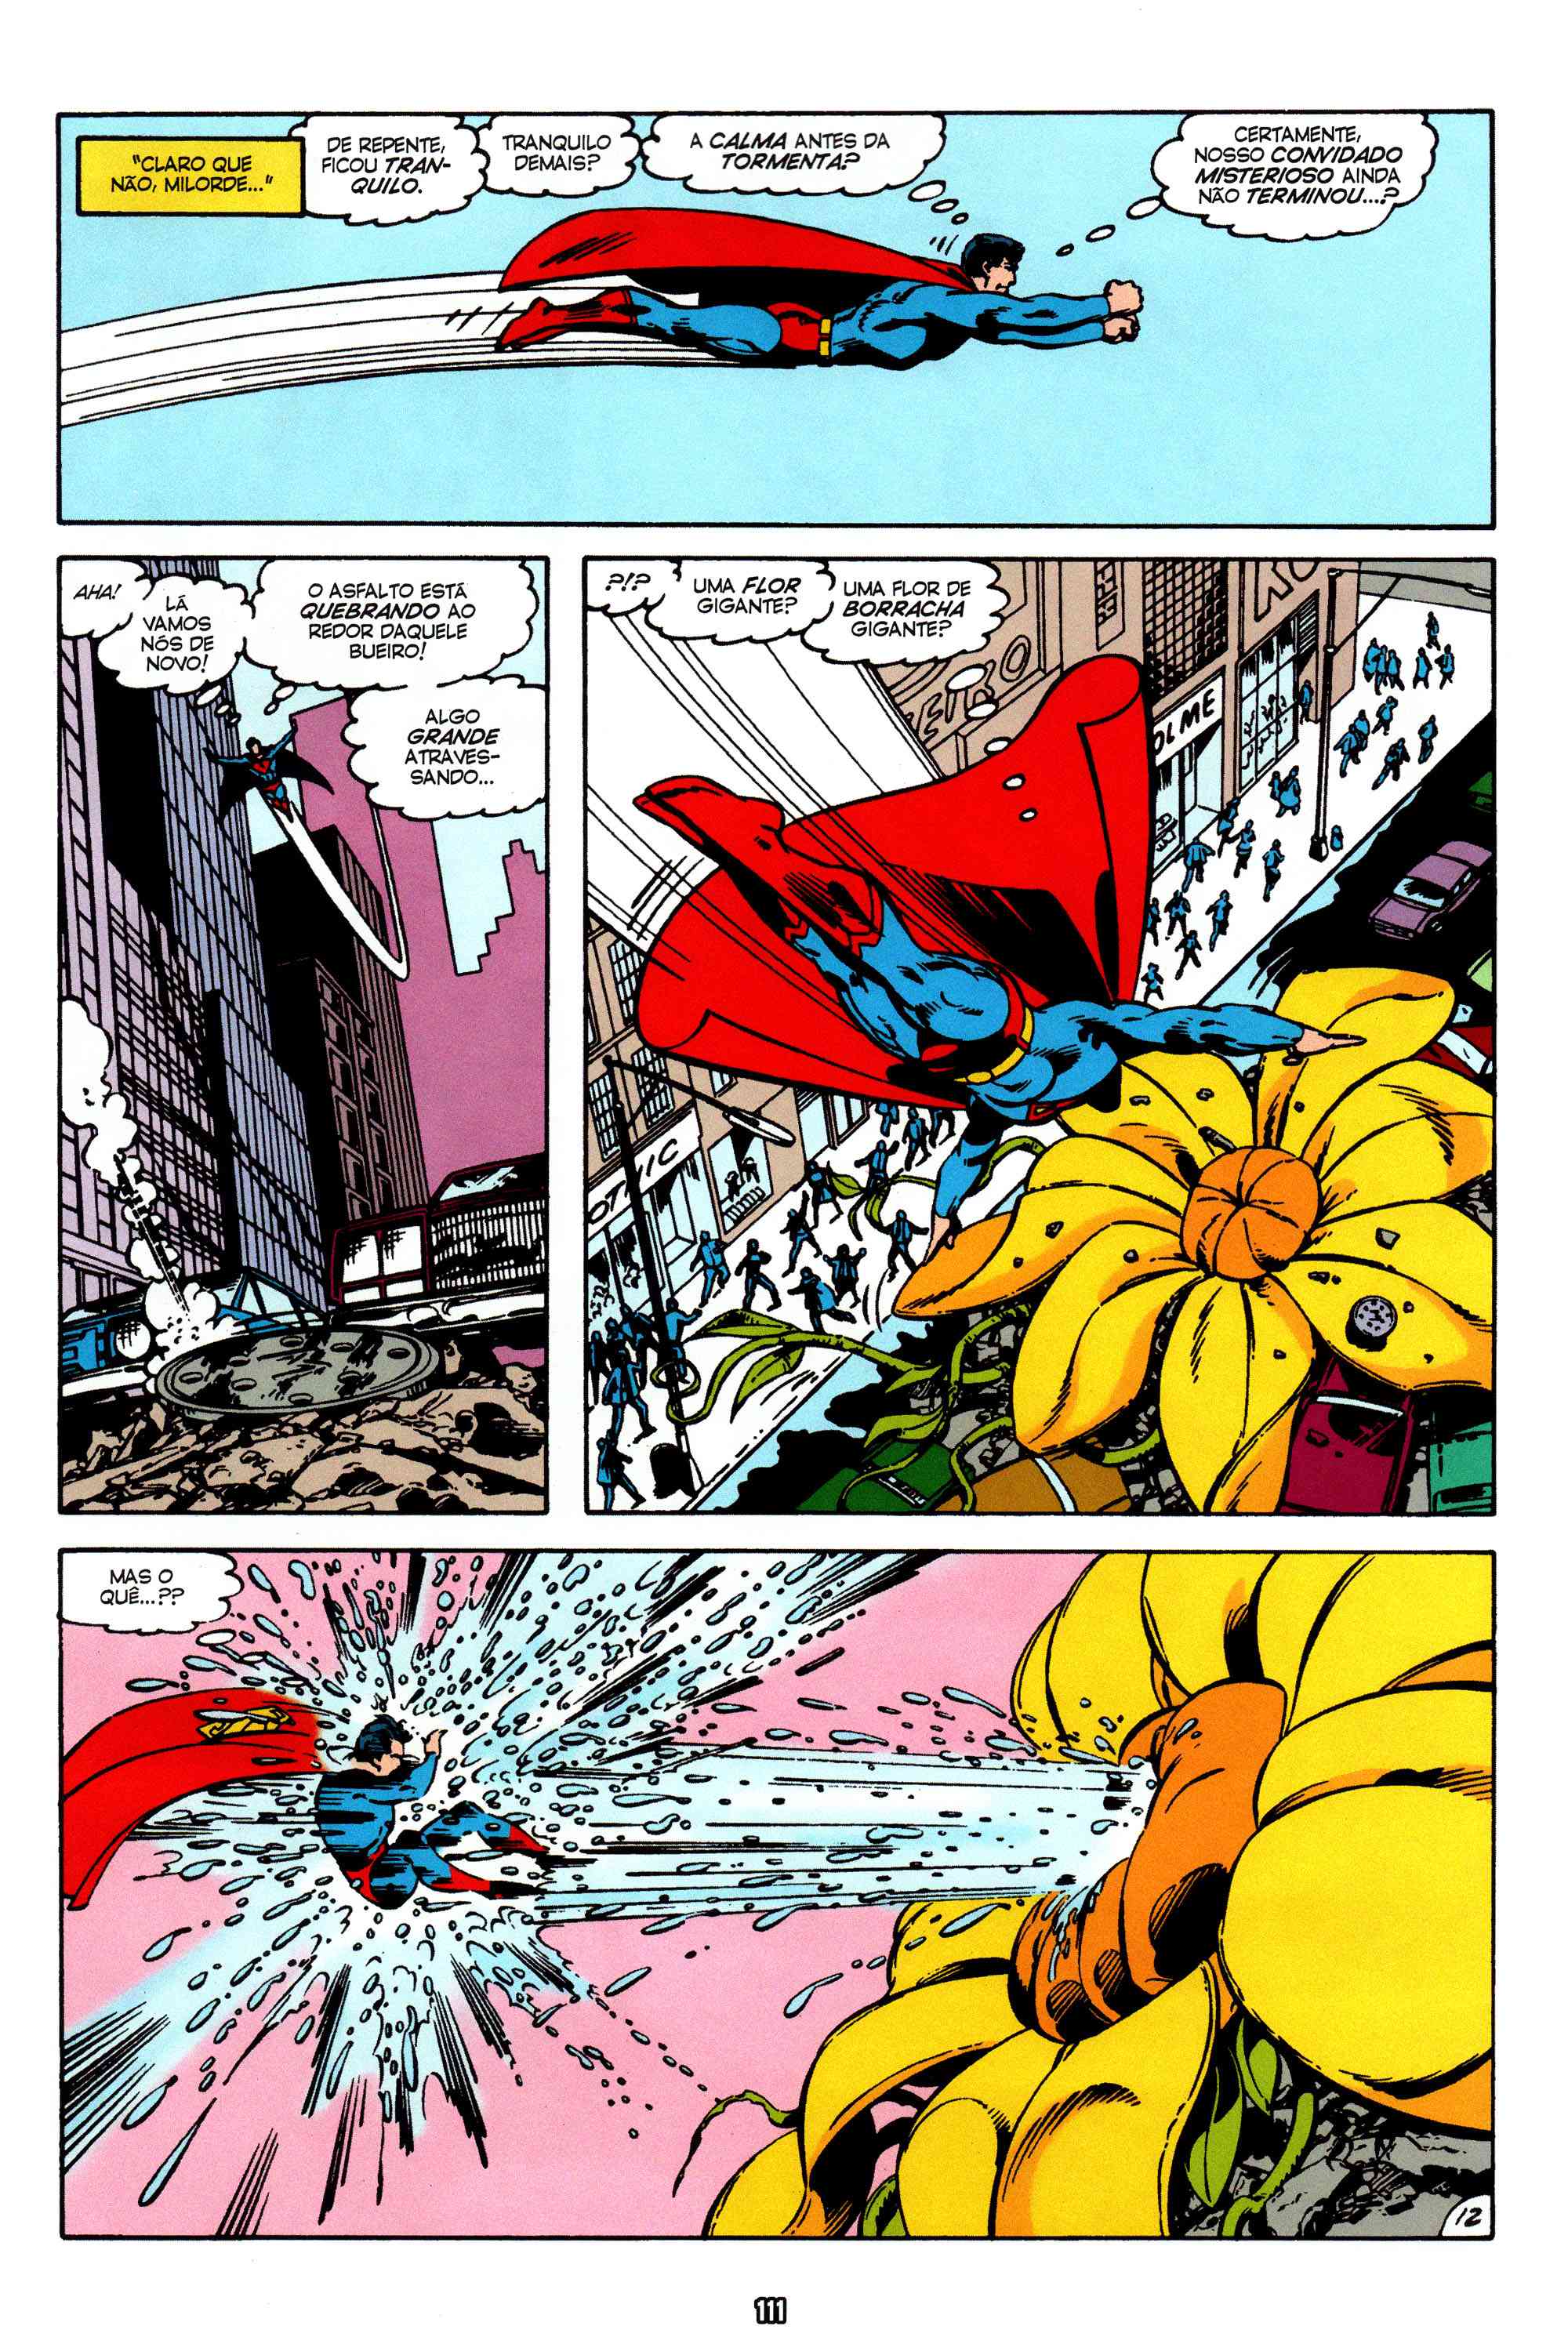 "CLARO QUE
NÃO, MILORDE..."
DE REPENTE,
FICOU TRAN-
QUILO.
TRANQUILO
DEMAIS?
A CALMA ANTES DA
TORMENTA?
CERTAMENTE,
NOSSO CONVIDADO
MISTERIOSO AINDA
NÃO TERMINOU...?
AHA!
LÁ
VAMOS
NÓS DE
NOVO!
O ASFALTO ESTÁ
QUEBRANDO AO
REDOR DAQUELE
BUEIRO!
ALGO
GRANDE
ATRAVES-
SANDO...
?!?
UMA FLOR
GIGANTE?
UMA FLOR DE
BORRACHA
GIGANTE?
OLME
MAS O
QUÊ...??
12
111